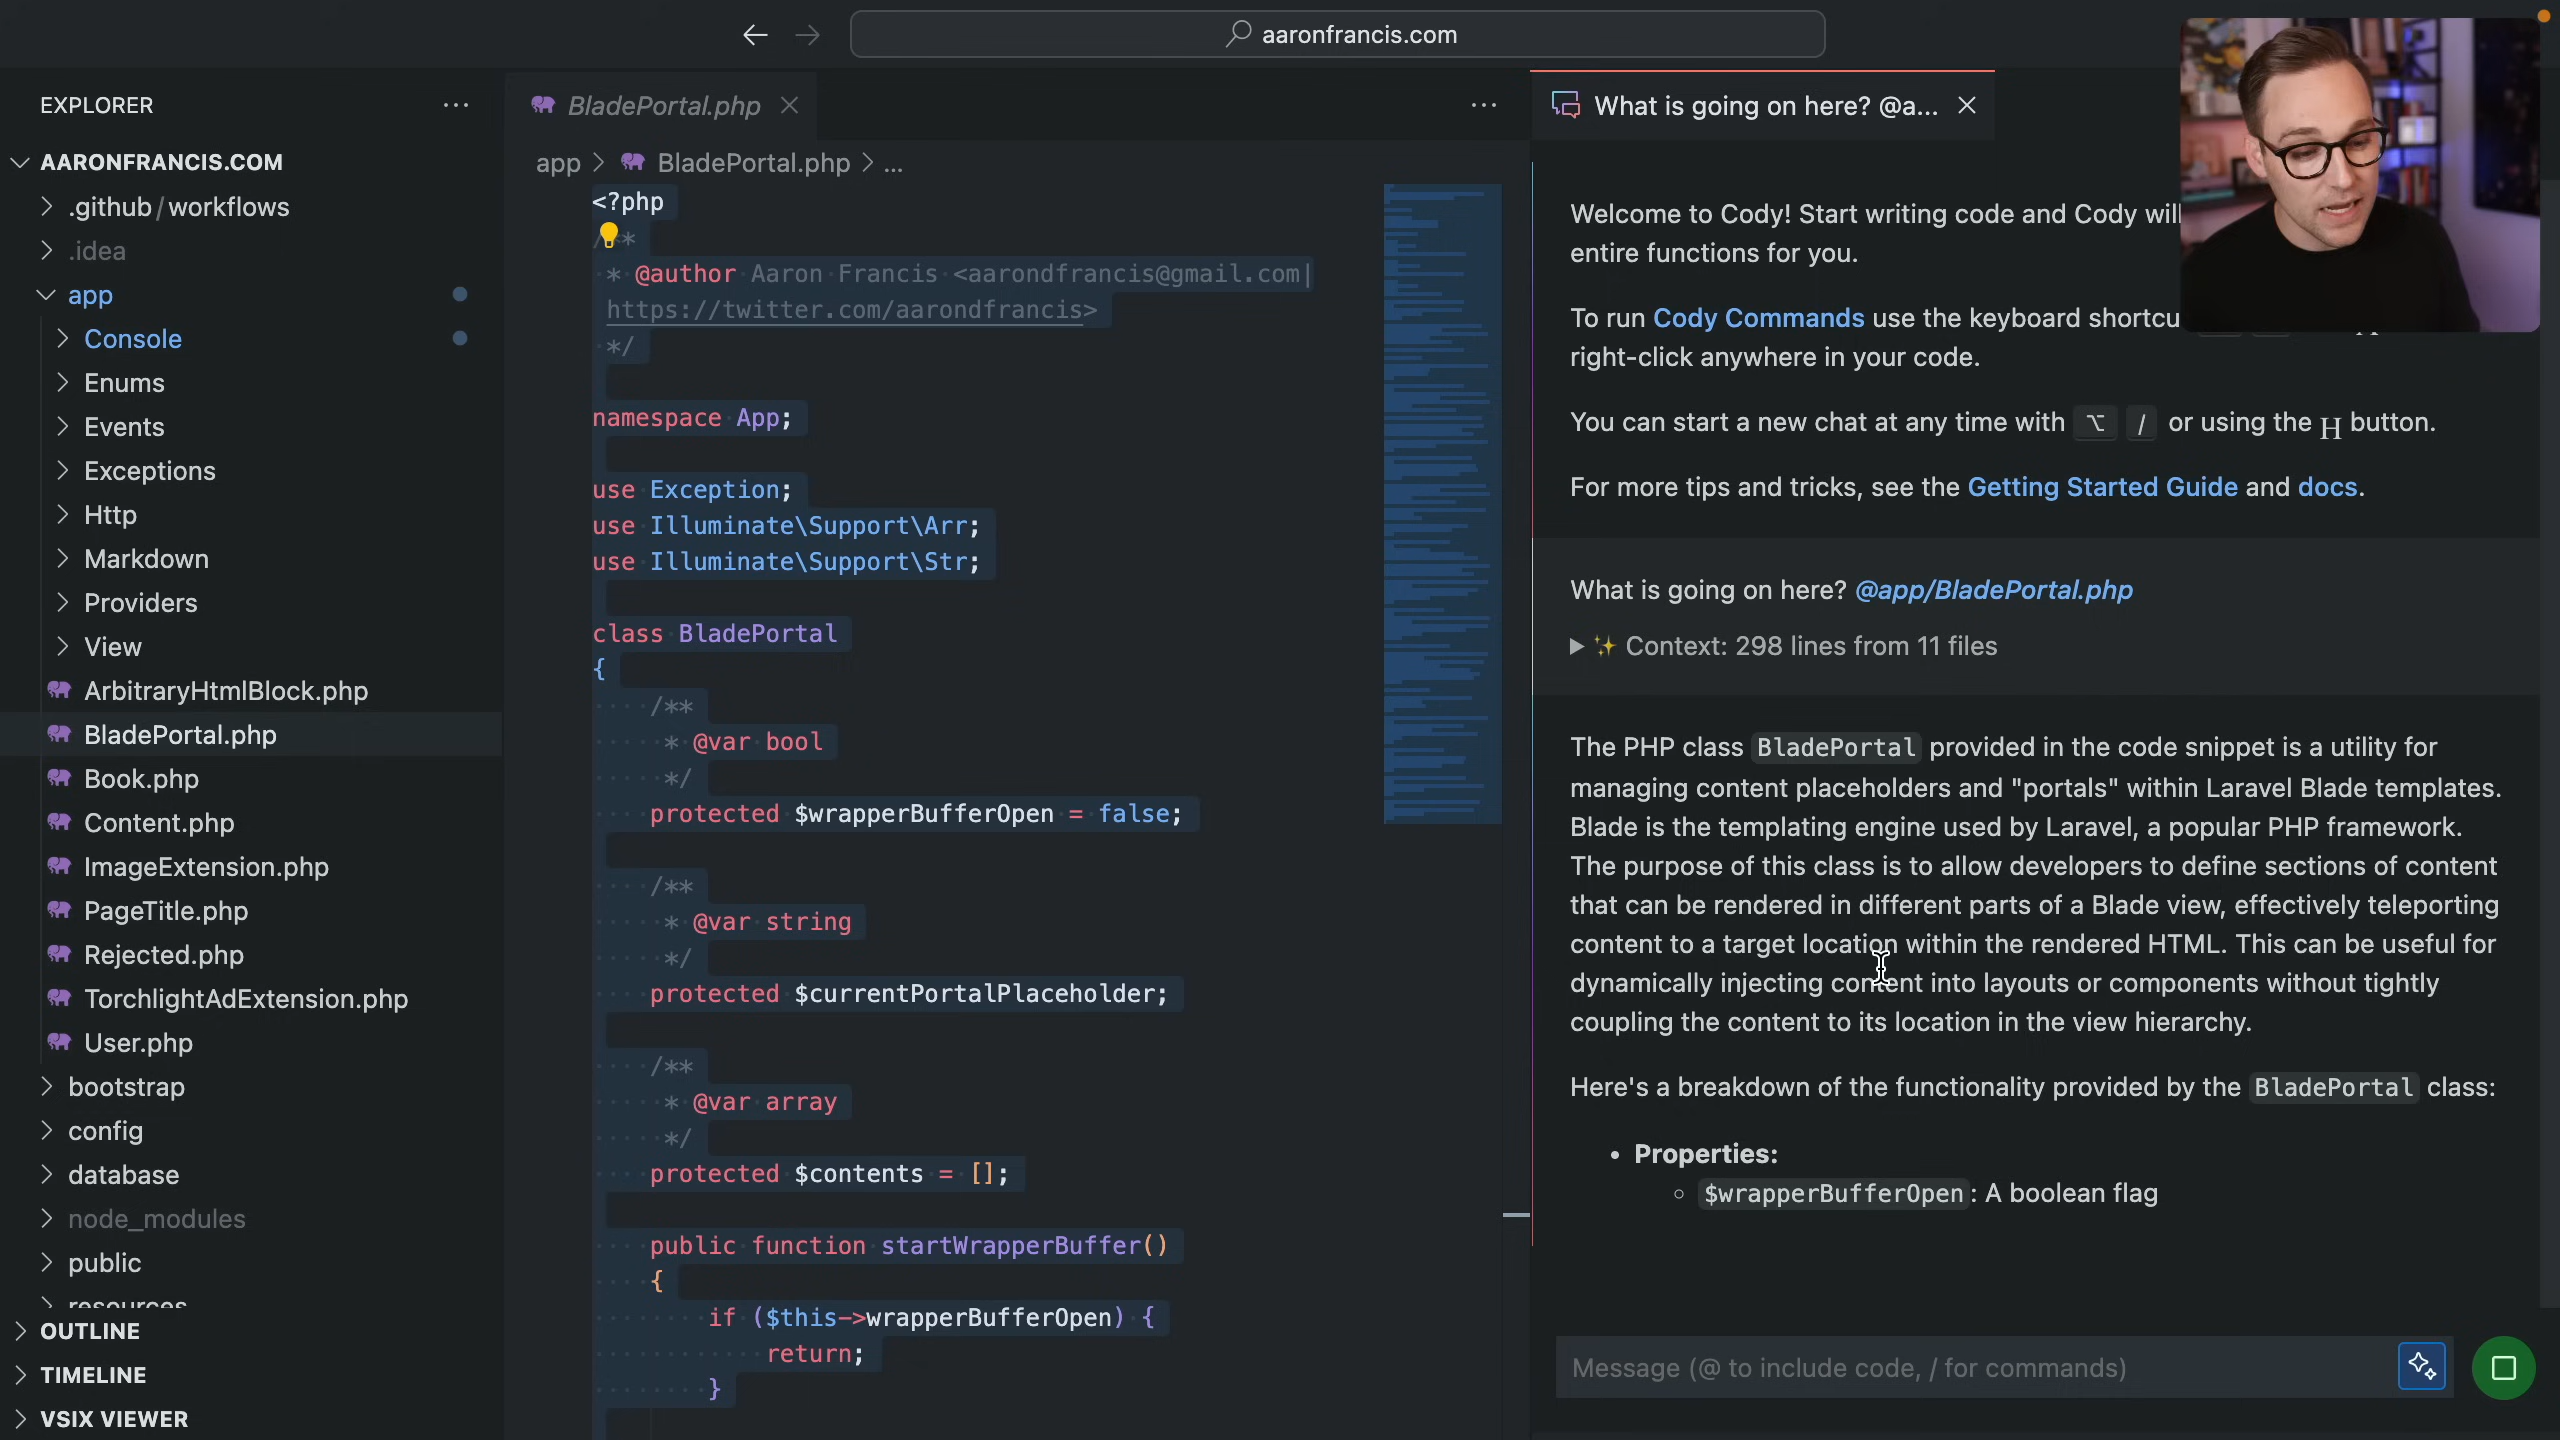 aaronfrancis.com
EXPLORER
AARONFRANCIS.COM
.github/workflows
.idea
app
Console
Enums
Events
Exceptions
Http
Markdown
Providers
View
ArbitraryHtmlBlock.php
BladePortal.php
Book.php
Content.php
ImageExtension.php
PageTitle.php
Rejected.php
TorchlightAdExtension.php
User.php
bootstrap
config
database
node_modules
public
resources
OUTLINE
TIMELINE
VSIX VIEWER
BladePortal.php
app > BladePortal.php > ...
<?php
/**
* @author Aaron Francis <aarondfrancis@gmail.com|
https://twitter.com/aarondfrancis>
*/
namespace App;
use Exception;
use Illuminate\Support\Arr;
use Illuminate\Support\Str;
class BladePortal
{
/**
* @var bool
*/
protected $wrapperBufferOpen = false;
/**
* @var string
*/
protected $currentPortalPlaceholder;
/**
* @var array
*/
protected $contents = [];
public function startWrapperBuffer()
{
if ($this->wrapperBufferOpen) {
return;
}
What is going on here? @a...
Welcome to Cody! Start writing code and Cody will
entire functions for you.
To run Cody Commands use the keyboard shortcu
right-click anywhere in your code.
You can start a new chat at any time with ⌥ / or using the H button.
For more tips and tricks, see the Getting Started Guide and docs.
What is going on here? @app/BladePortal.php
✨ Context: 298 lines from 11 files
The PHP class BladePortal provided in the code snippet is a utility for
managing content placeholders and "portals" within Laravel Blade templates.
Blade is the templating engine used by Laravel, a popular PHP framework.
The purpose of this class is to allow developers to define sections of content
that can be rendered in different parts of a Blade view, effectively teleporting
content to a target location within the rendered HTML. This can be useful for
dynamically injecting content into layouts or components without tightly
coupling the content to its location in the view hierarchy.
Here's a breakdown of the functionality provided by the BladePortal class:
• Properties:
○ $wrapperBufferOpen: A boolean flag
Message (@ to include code, / for commands)